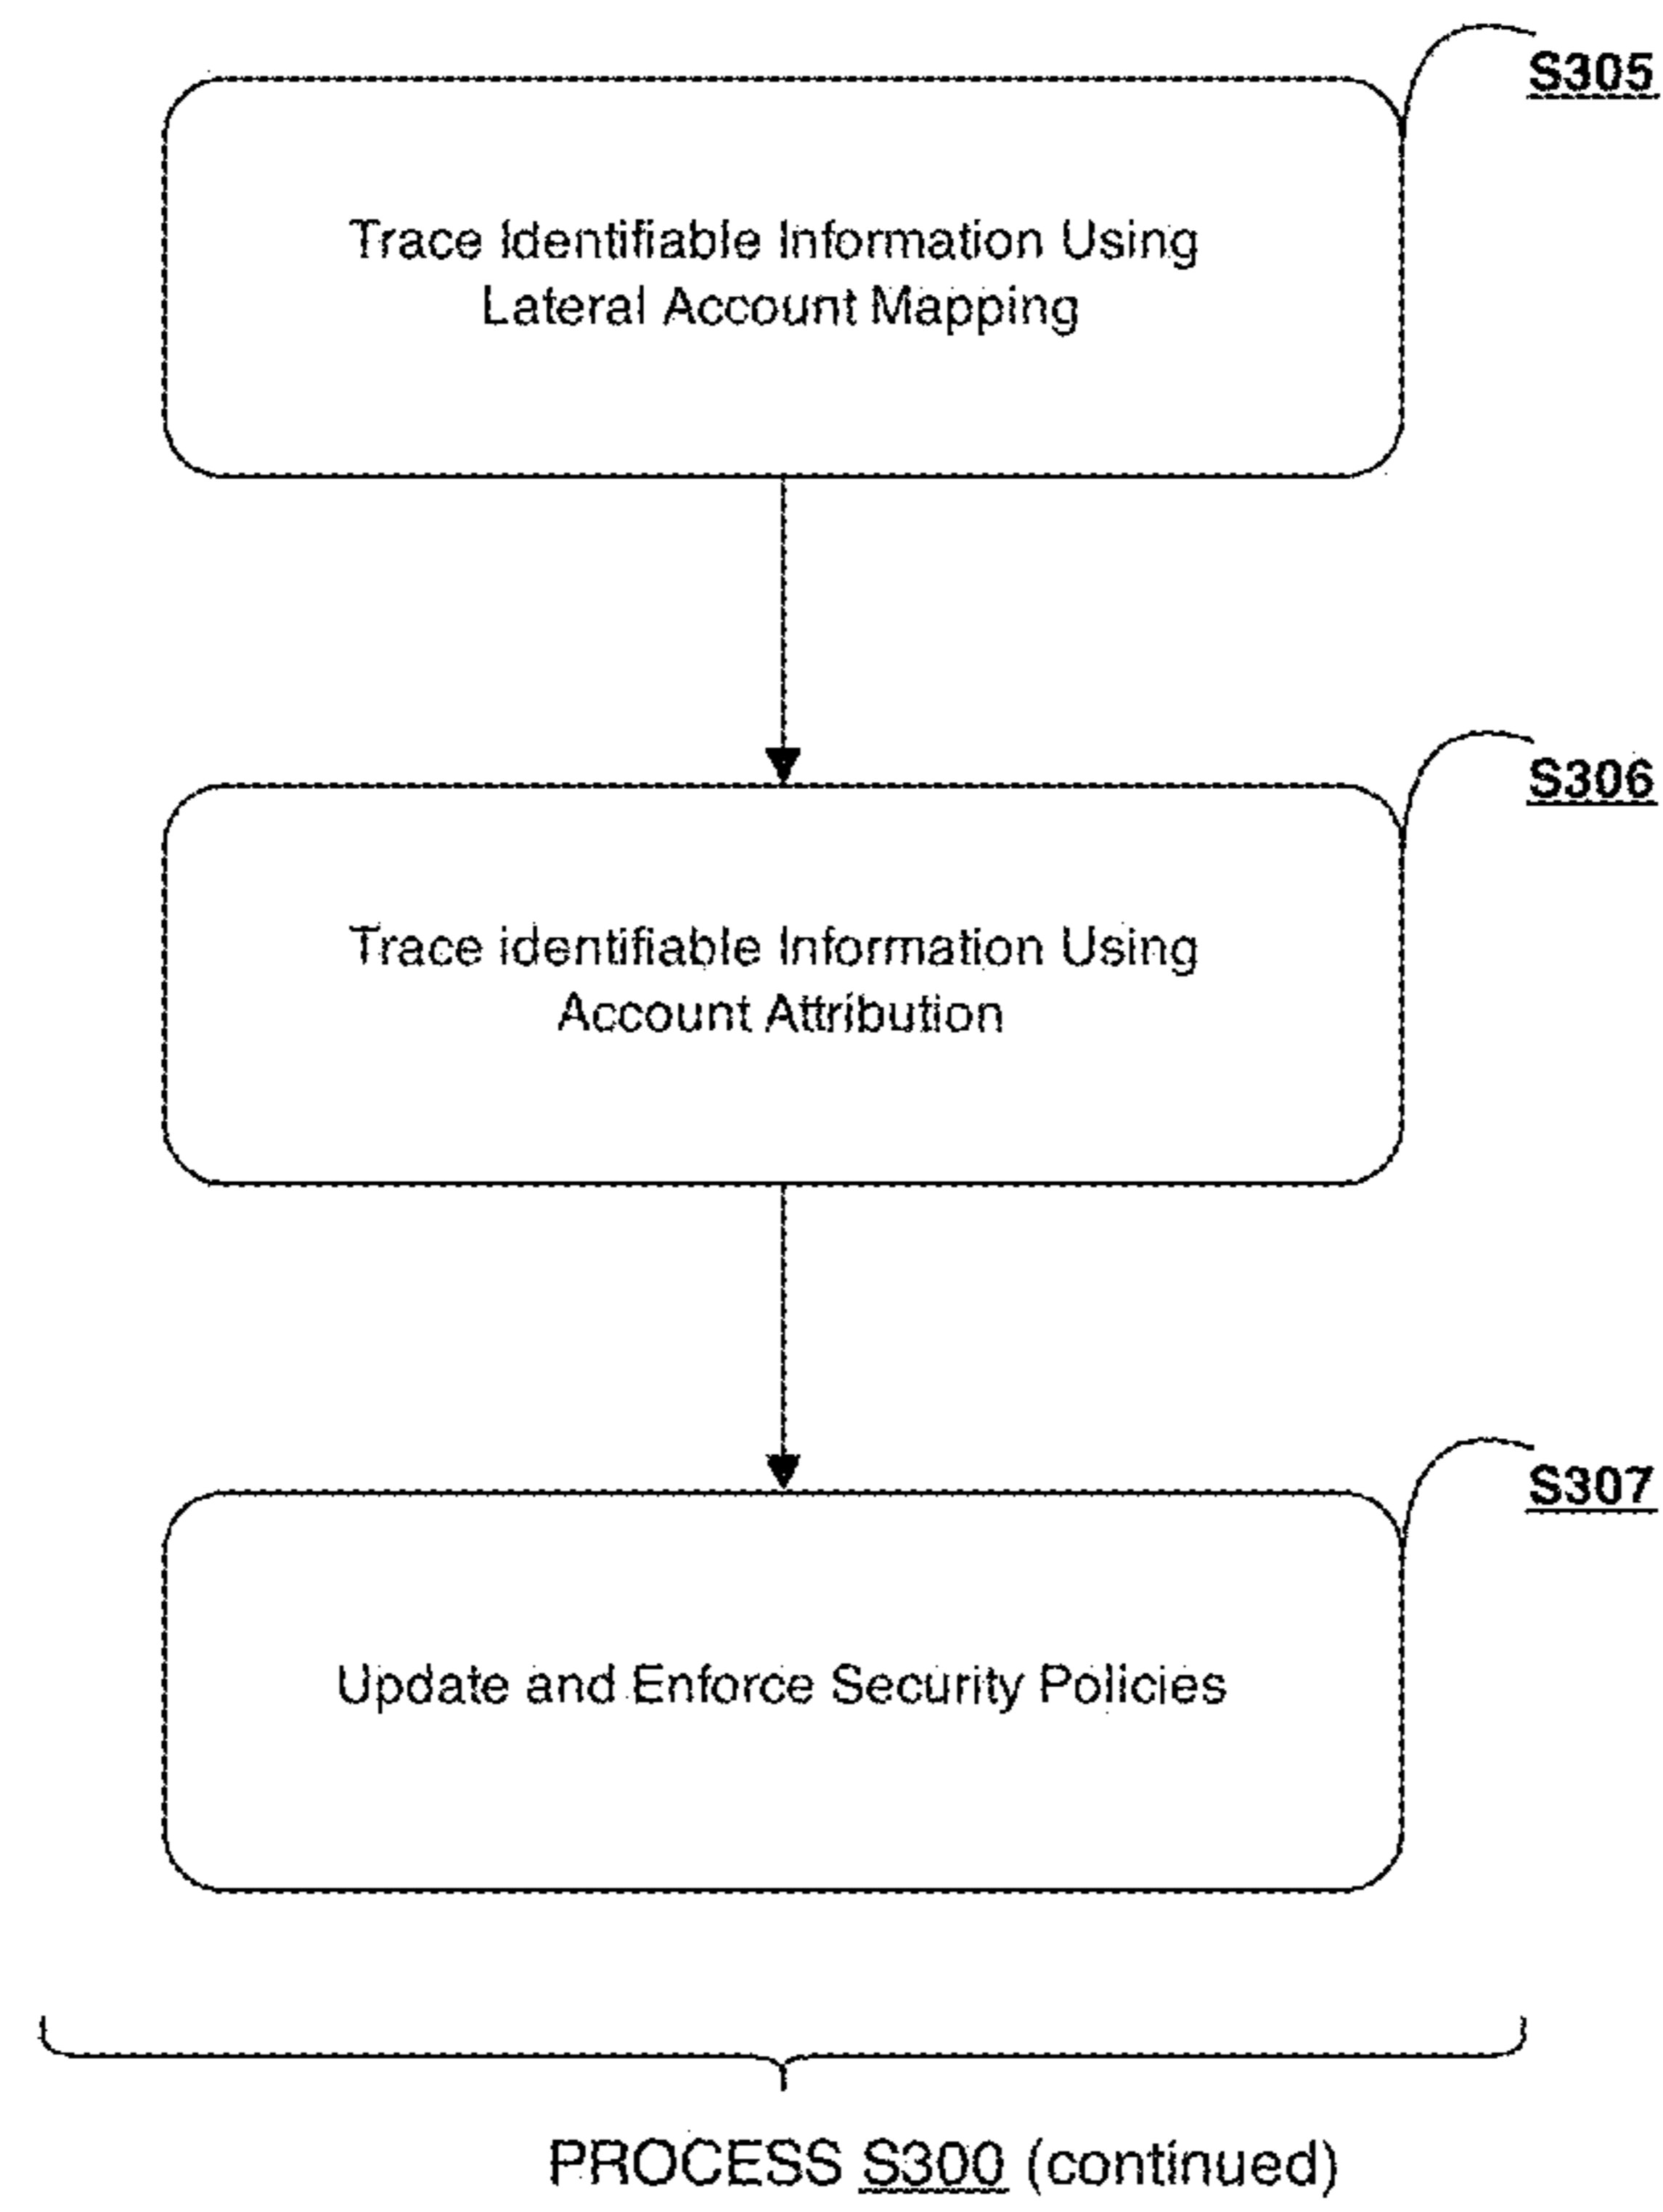 S305
Trace Identifiable Information Using
Lateral Account Mapping
S306
Trace identifiable Information Using
Account Attribution
S307
Update and Enforce Security Policies
PROCESS S300 (continued)